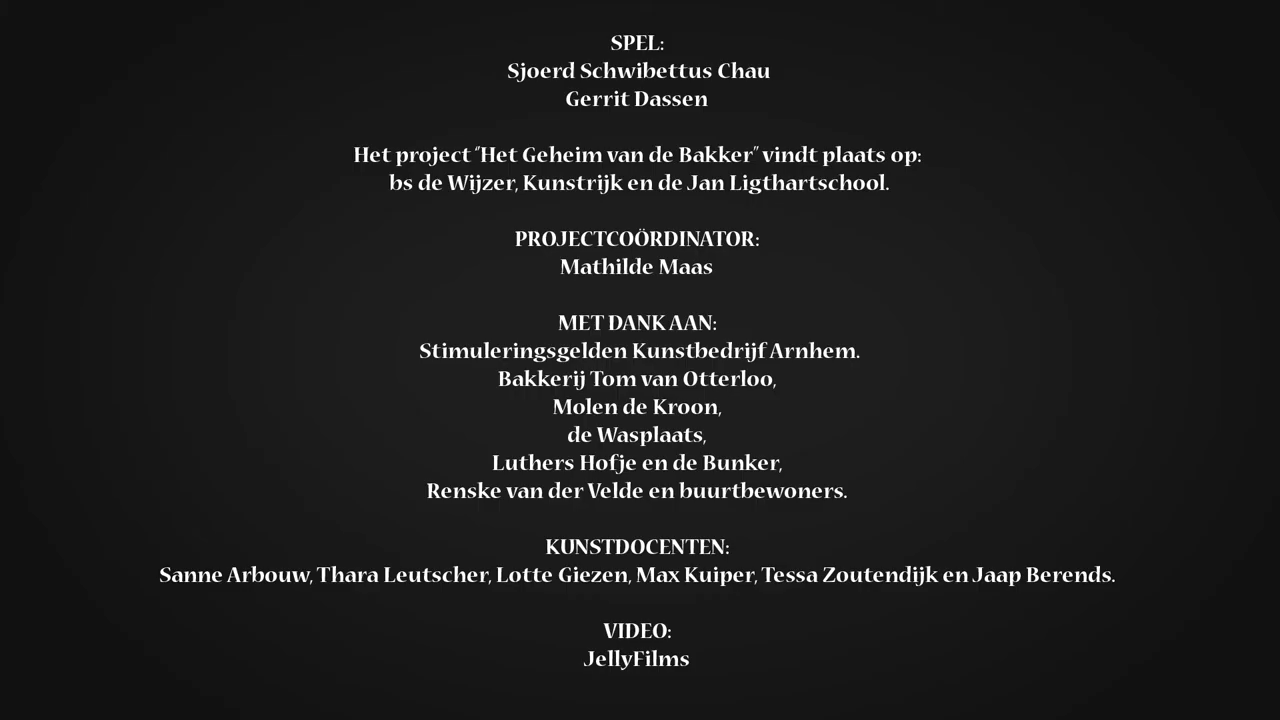 SPEL:
Sjoerd Schwibettus Chau
Gerrit Dassen
Het project "Het Geheim van de Bakker" vindt plaats op:
bs de Wijzer, Kunstrijk en de Jan Ligthartschool.
PROJECTCOÖRDINATOR:
Mathilde Maas
MET DANK AAN:
Stimuleringsgelden Kunstbedrijf Arnhem.
Bakkerij Tom van Otterloo,
Molen de Kroon,
de Wasplaats,
Luthers Hofje en de Bunker,
Renske van der Velde en buurtbewoners.
KUNSTDOCENTEN:
Sanne Arbouw, Thara Leutscher, Lotte Giezen, Max Kuiper, Tessa Zoutendijk en Jaap Berends.
VIDEO:
JellyFilms